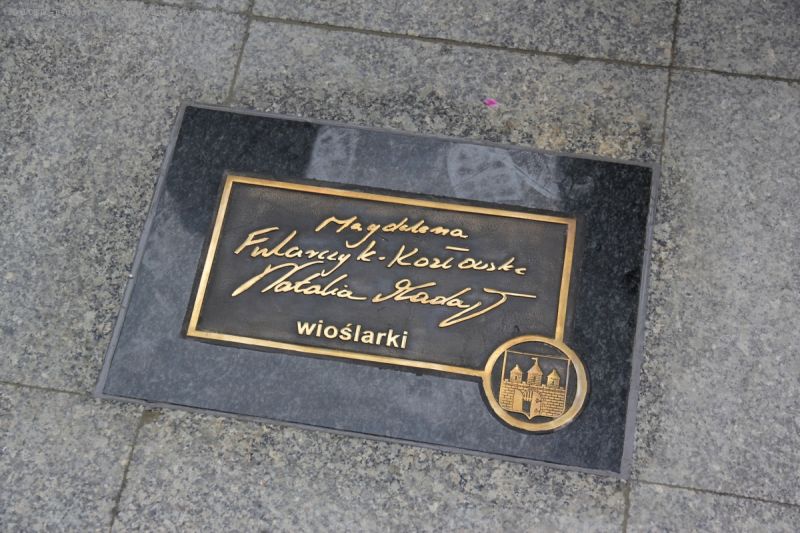 Magdalena
Fularczyk-Kozłowska
Natalia Madaj
wioślarki